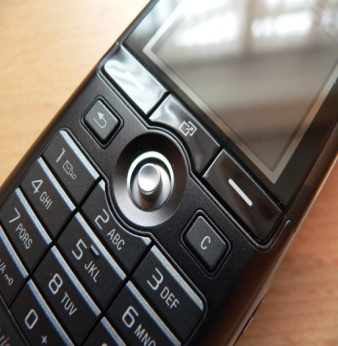 C
1
2 ABC
3 DEF
4 GHI
5 JKL
6 MNO
7 PQRS
8 TUV
0 +